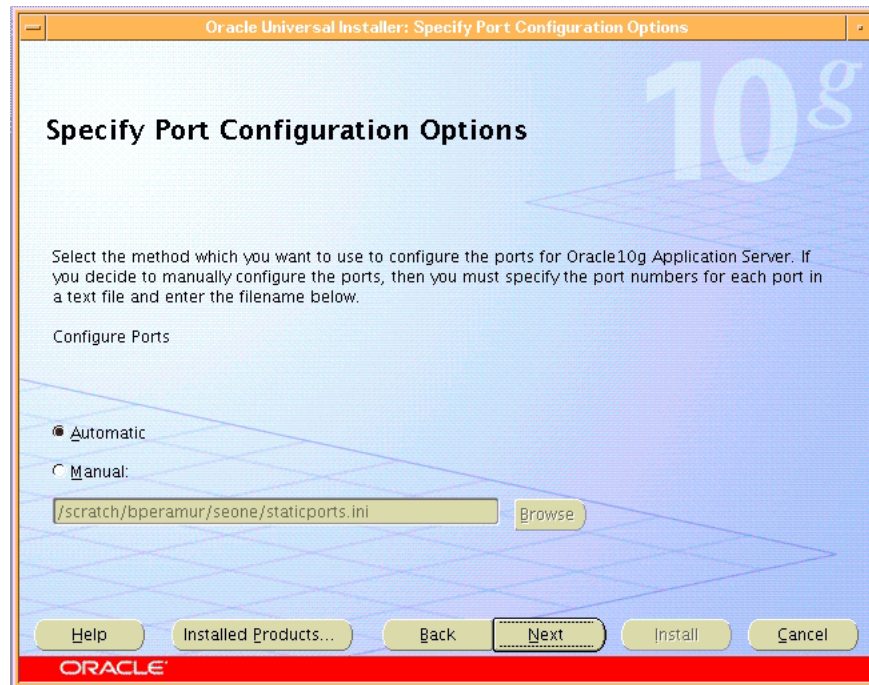 Oracle Universal Installer: Specify Port Configuration Options
10g
Specify Port Configuration Options
Select the method which you want to use to configure the ports for Oracle10g Application Server. If
you decide to manually configure the ports, then you must specify the port numbers for each port in
a text file and enter the filename below.
Configure Ports
Automatic
Manual:
/scratch/bperamur/seone/staticports.ini
Browse
Help
Installed Products...
Back
Next
Install
Cancel
ORACLE